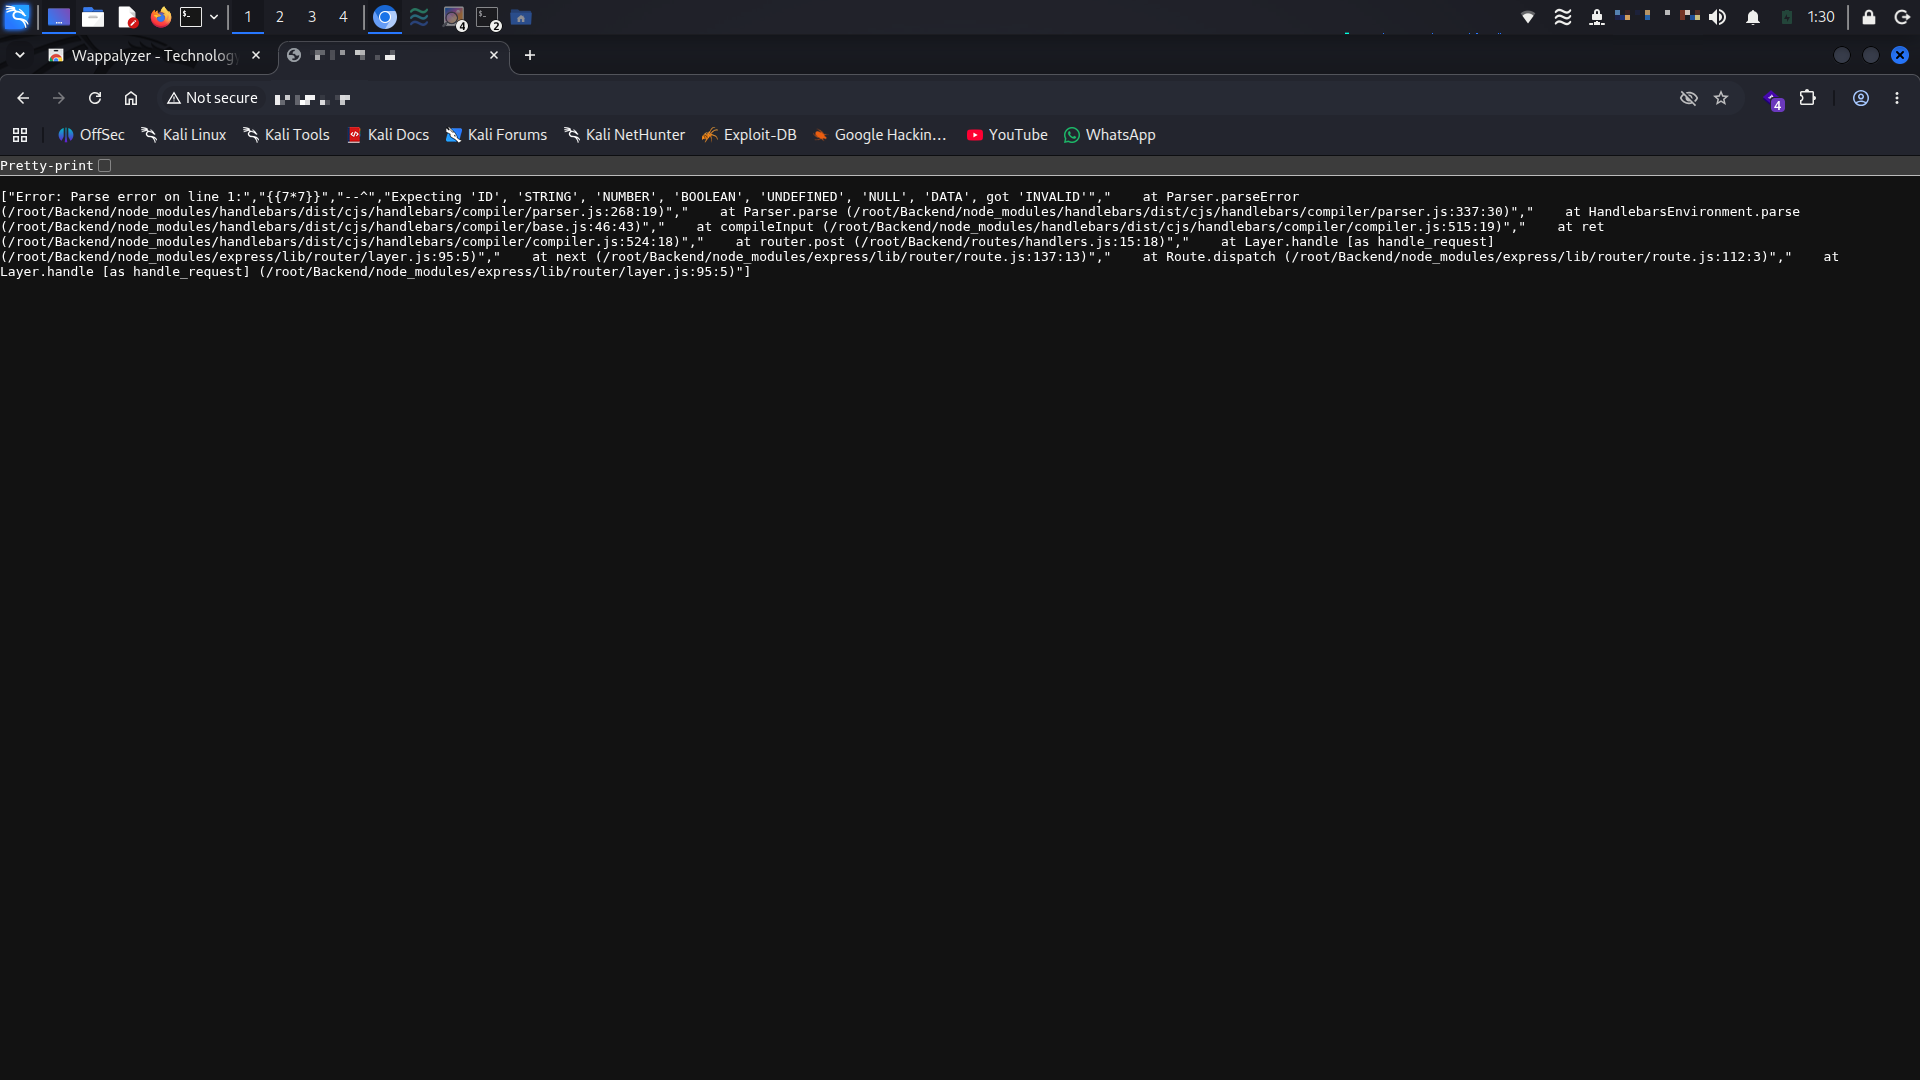 1 2 3 4 4 2 1:30
Wappalyzer - Technology
Not secure 4
OffSec Kali Linux Kali Tools Kali Docs Kali Forums Kali NetHunter Exploit-DB Google Hackin… YouTube WhatsApp
Pretty-print
["Error: Parse error on line 1:","{{7*7}}","--^","Expecting 'ID', 'STRING', 'NUMBER', 'BOOLEAN', 'UNDEFINED', 'NULL', 'DATA', got 'INVALID'","    at Parser.parseError
(/root/Backend/node_modules/handlebars/dist/cjs/handlebars/compiler/parser.js:268:19)","    at Parser.parse (/root/Backend/node_modules/handlebars/dist/cjs/handlebars/compiler/parser.js:337:30)","    at HandlebarsEnvironment.parse
(/root/Backend/node_modules/handlebars/dist/cjs/handlebars/compiler/base.js:46:43)","    at compileInput (/root/Backend/node_modules/handlebars/dist/cjs/handlebars/compiler/compiler.js:515:19)","    at ret
(/root/Backend/node_modules/handlebars/dist/cjs/handlebars/compiler/compiler.js:524:18)","    at router.post (/root/Backend/routes/handlers.js:15:18)","    at Layer.handle [as handle_request]
(/root/Backend/node_modules/express/lib/router/layer.js:95:5)","    at next (/root/Backend/node_modules/express/lib/router/route.js:137:13)","    at Route.dispatch (/root/Backend/node_modules/express/lib/router/route.js:112:3)","    at
Layer.handle [as handle_request] (/root/Backend/node_modules/express/lib/router/layer.js:95:5)"]